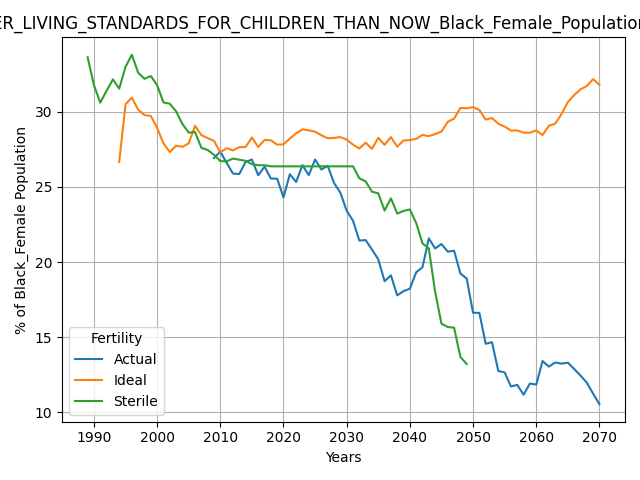 ER_LIVING_STANDARDS_FOR_CHILDREN_THAN_NOW_Black_Female_Population
% of Black_Female Population
30
25
20
15
10
Fertility
Actual
Ideal
Sterile
1990 2000 2010 2020 2030 2040 2050 2060 2070
Years